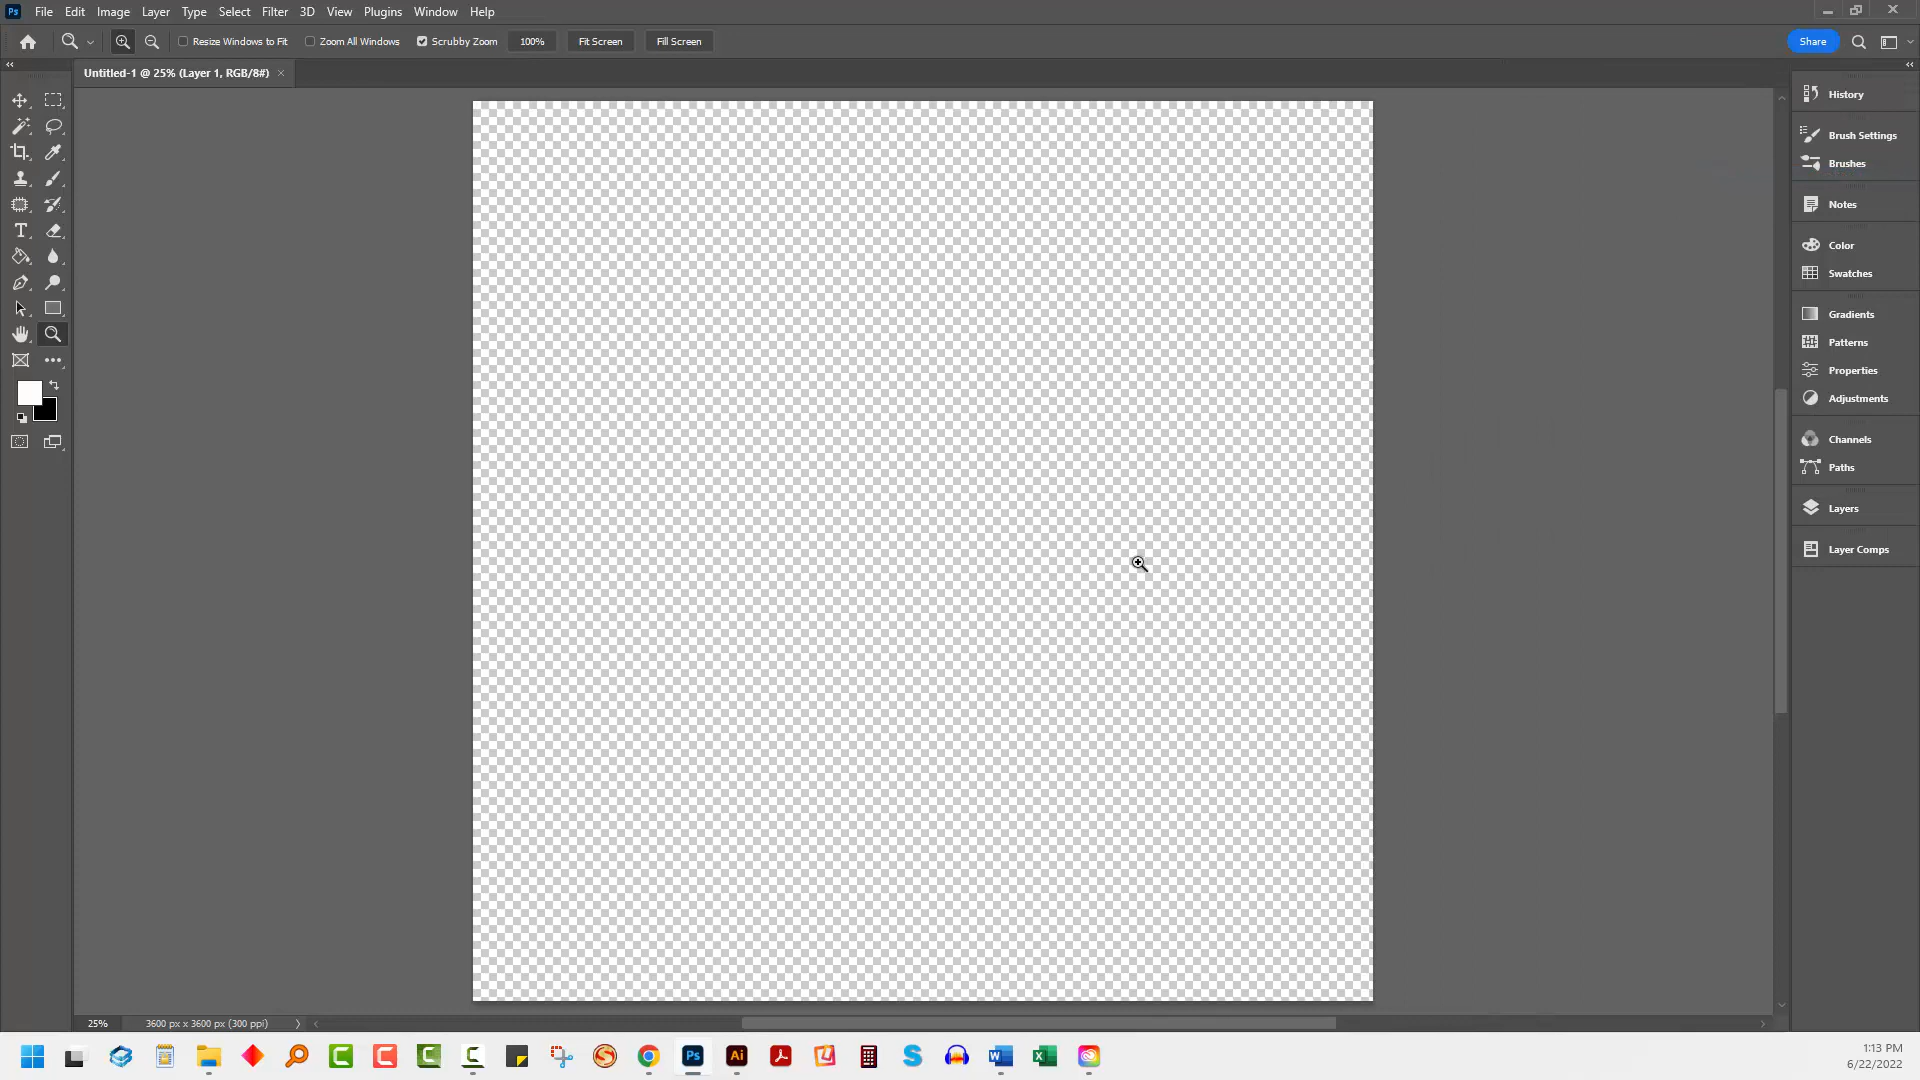 Ps File Edit Image Layer Type Select Filter 3D View Plugins Window Help
Resize Windows to Fit Zoom All Windows Scrubby Zoom 100% Fit Screen Fill Screen Share
Untitled-1 @ 25% (Layer 1, RGB/8#) ×
History
Brush Settings
Brushes
Notes
Color
Swatches
Gradients
Patterns
Properties
Adjustments
Channels
Paths
Layers
Layer Comps
T
25% 3600 px x 3600 px (300 ppi)
Ps Ai
1:13 PM
6/22/2022